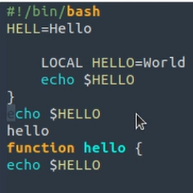 #!/bin/bash
HELL=Hello
LOCAL HELLO=World
echo $HELLO
}
echo $HELLO
hello
function hello {
echo $HELLO